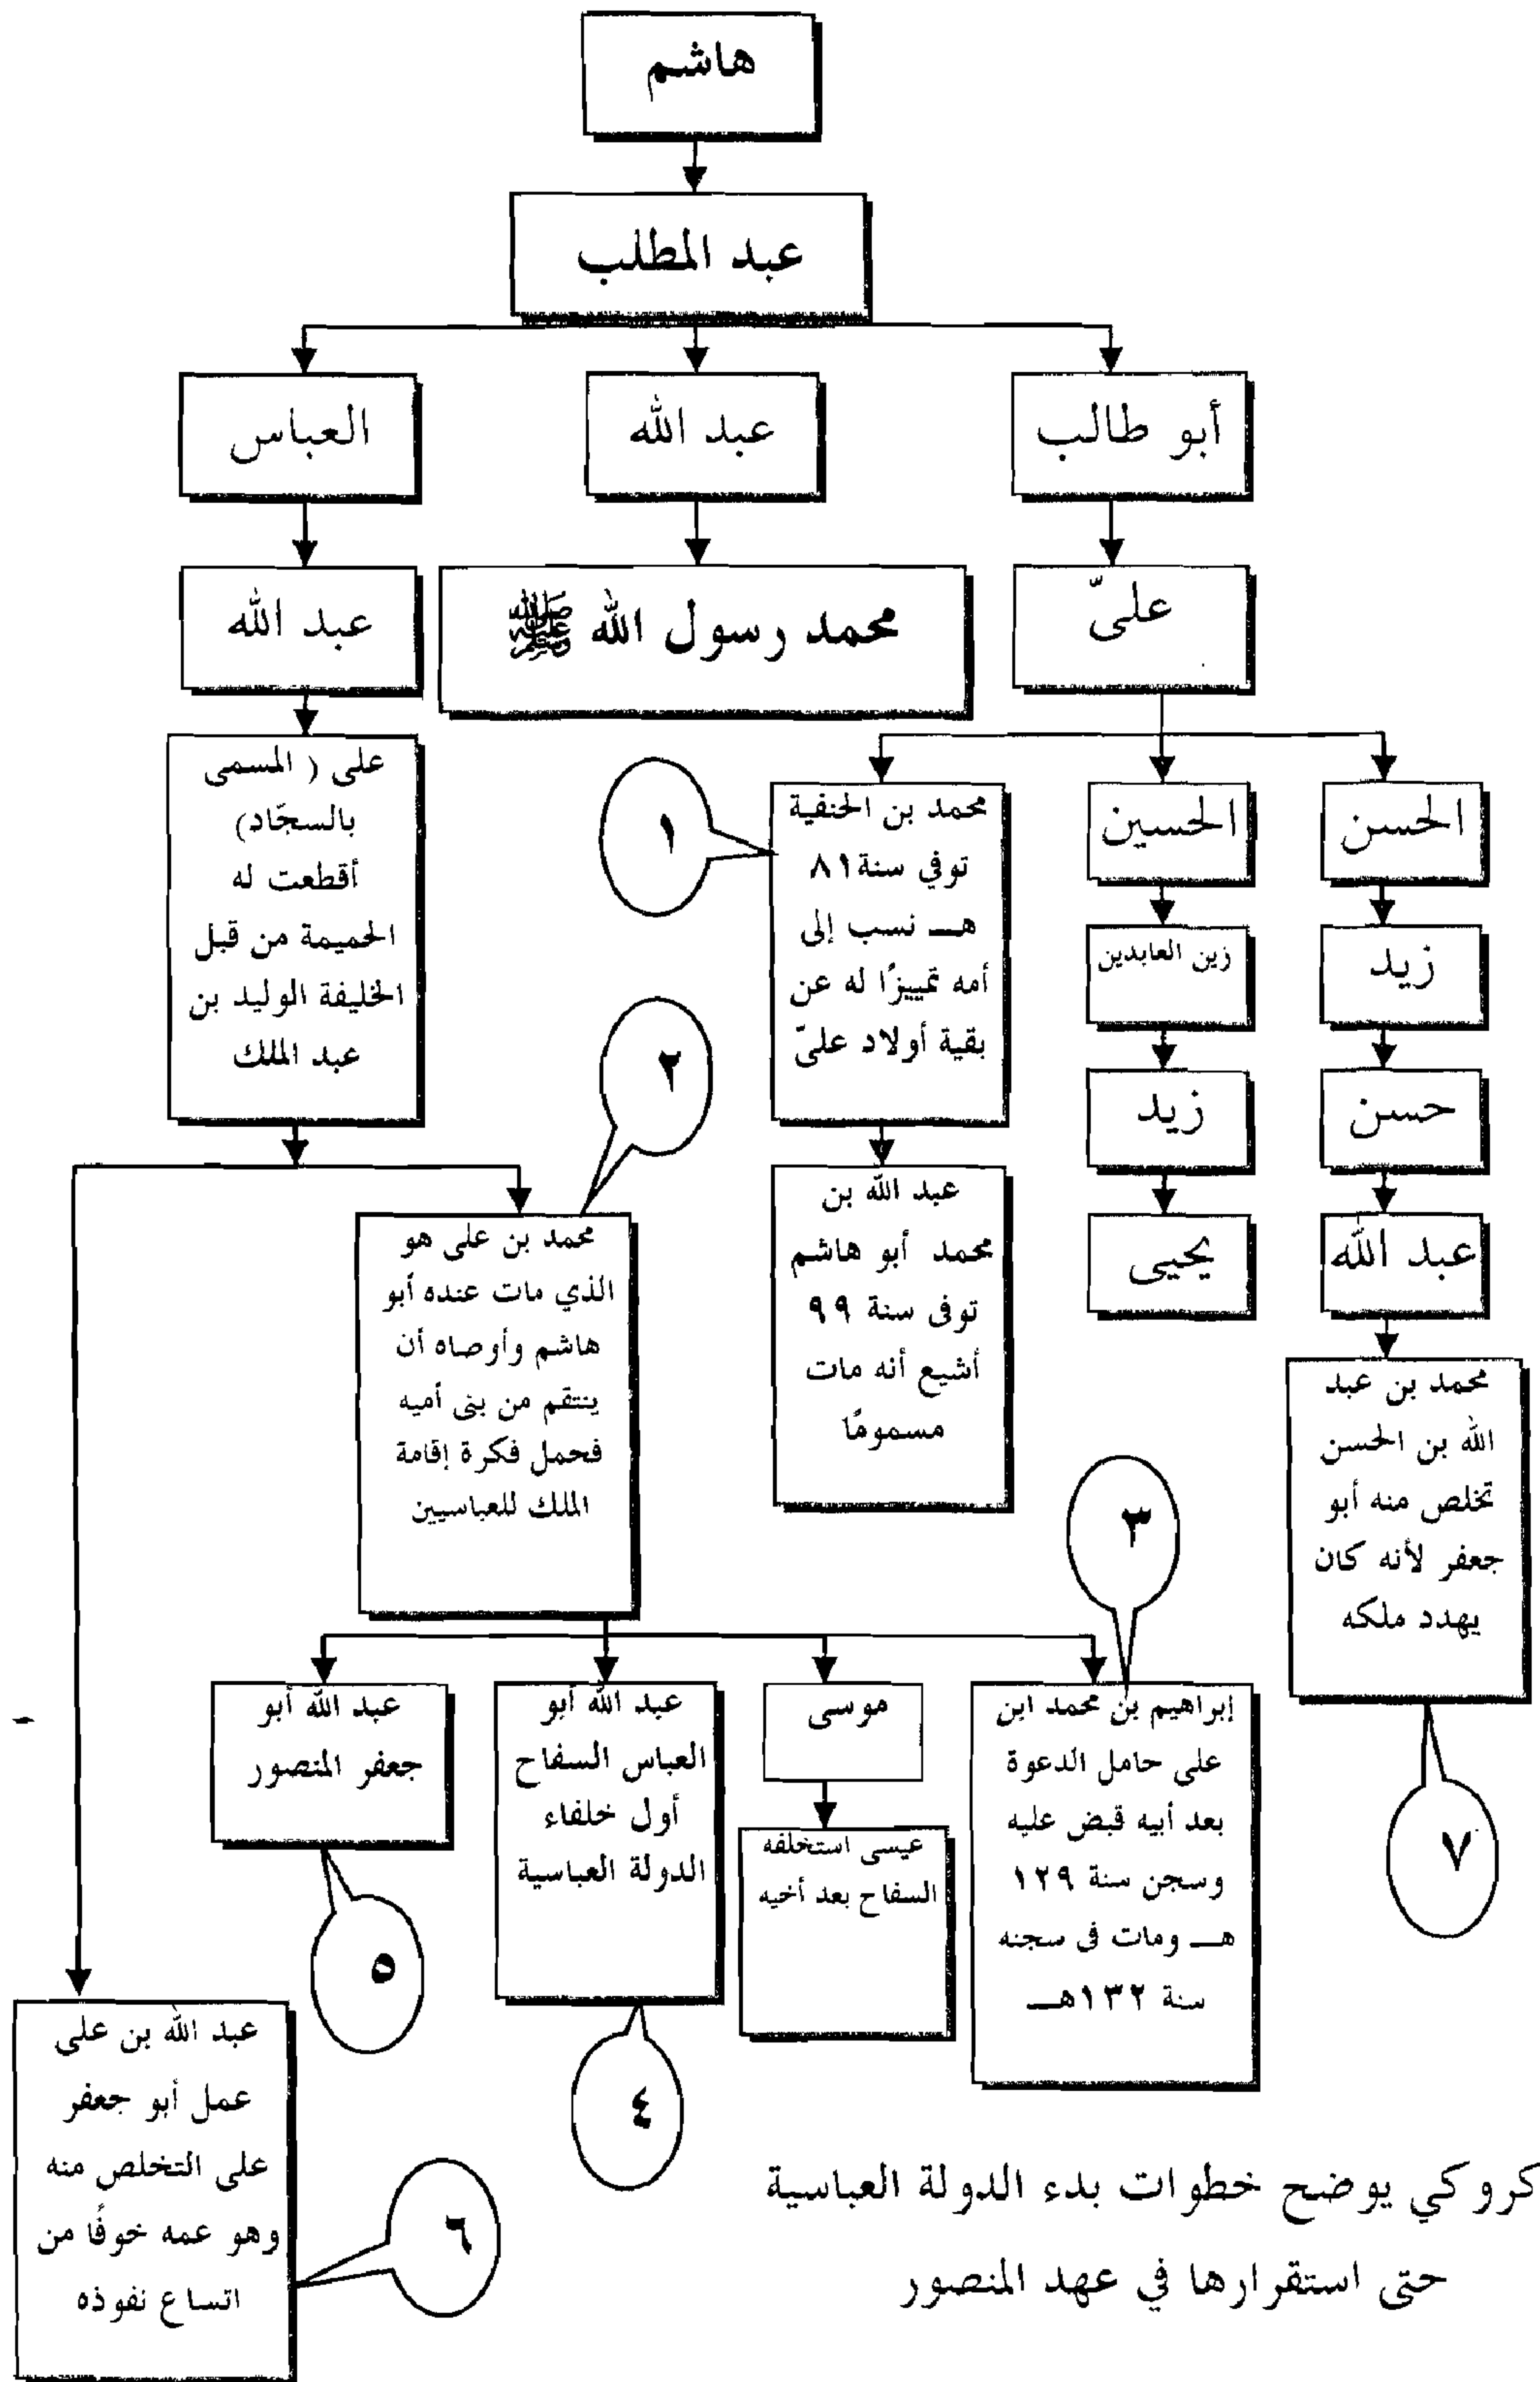 هاشم
عبد المطلب
أبو طالب
عبد الله
العباس
علىّ
محمد رسول الله ﷺ
عبد الله
الحسن
الحسين
محمد بن الحنفية
توفي سنة ٨١
هـ نسب إلى
أمه تمييزًا له عن
بقية أولاد علىّ
١
على ( المسمى
بالسجّاد)
أقطعت له
الحميمة من قبل
الخليفة الوليد بن
عبد الملك
زيد
زين العابدين
حسن
زيد
٢
عبد الله
يحيى
عبد الله بن
محمد أبو هاشم
توفى سنة ٩٩
أشيع أنه مات
مسمومًا
محمد بن على هو
الذي مات عنده أبو
هاشم وأوصاه أن
ينتقم من بنى أميه
فحمل فكرة إقامة
الملك للعباسيين
محمد بن عبد
الله بن الحسن
تخلص منه أبو
جعفر لأنه كان
يهدد ملكه
٧
٣
إبراهيم بن محمد ابن
على حامل الدعوة
بعد أبيه قبض عليه
وسجن سنة ١٢٩
هـ ومات فى سجنه
سنة ١٣٢هـ
موسى
عيسى استخلفه
السفاح بعد أخيه
عبد الله أبو
العباس السفاح
أول خلفاء
الدولة العباسية
٤
عبد الله أبو
جعفر المنصور
٥
عبد الله بن على
عمل أبو جعفر
على التخلص منه
وهو عمه خوفًا من
اتساع نفوذه
٦
كروكي يوضح خطوات بدء الدولة العباسية
حتى استقرارها في عهد المنصور